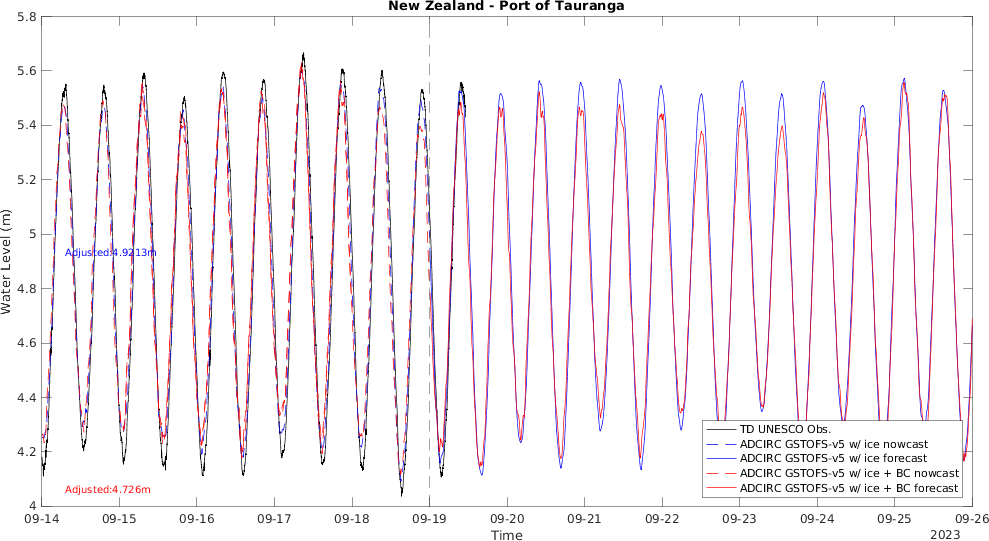 New Zealand - Port of Tauranga
5.8
5.6
5.4
5.2
5
4.8
4.6
4.4
4.2
4
Water Level (m)
Adjusted:4.9213m
Adjusted:4.726m
TD UNESCO Obs.
ADCIRC GSTOFS-v5 w/ ice nowcast
ADCIRC GSTOFS-v5 w/ ice forecast
ADCIRC GSTOFS-v5 w/ ice + BC nowcast
ADCIRC GSTOFS-v5 w/ ice + BC forecast
09-14 09-15 09-16 09-17 09-18 09-19 09-20 09-21 09-22 09-23 09-24 09-25 09-26
Time
2023